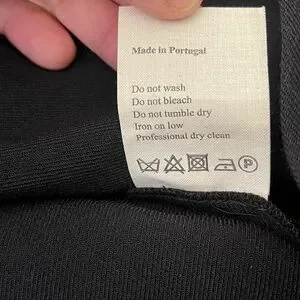 Made in Portugal
Do not wash
Do not bleach
Do not tumble dry
Iron on low
Professional dry clean
P